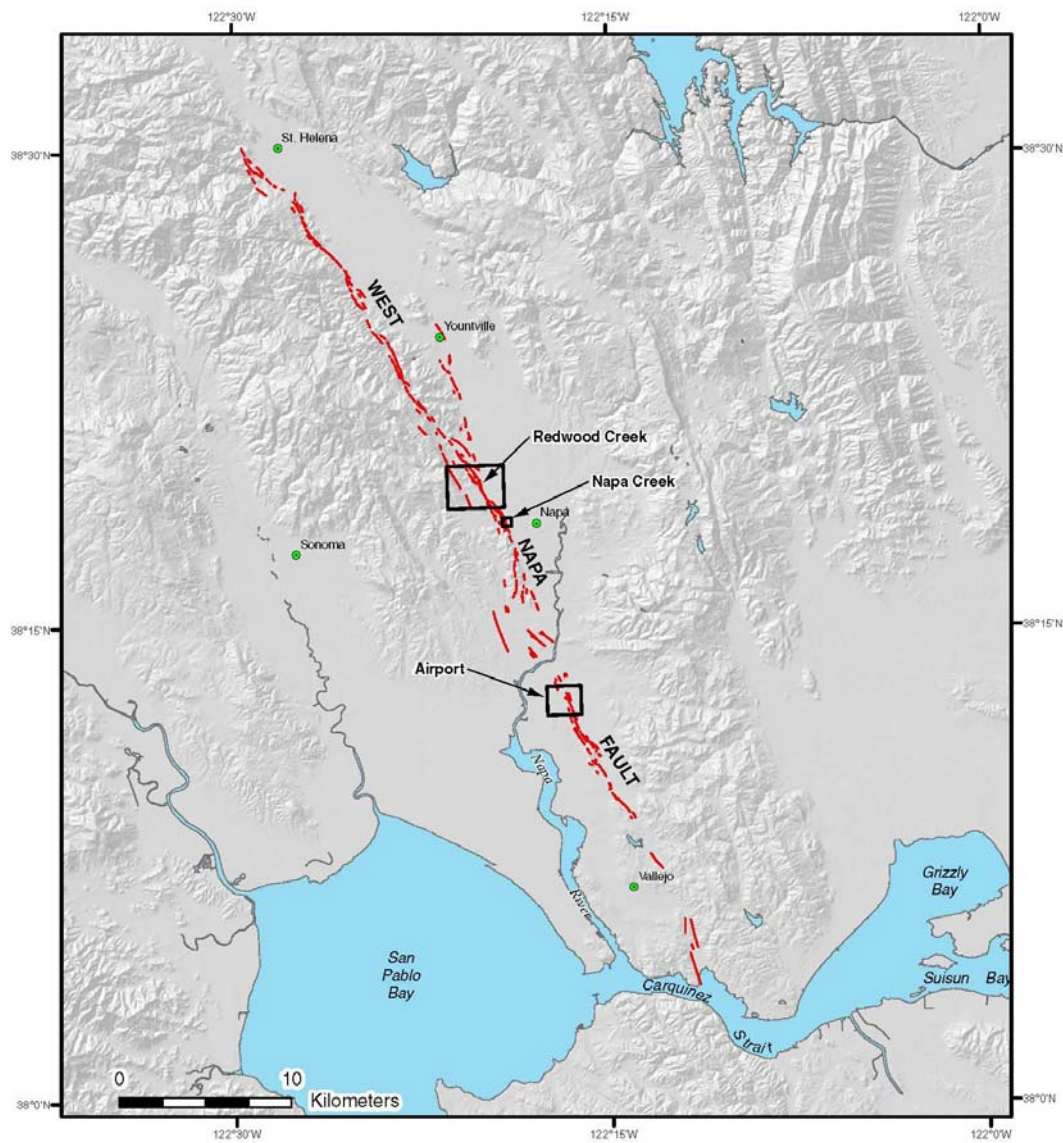 122°30'W
122°15'W
122°0'W
38°30'N
38°30'N
St. Helena
WEST
Yountville
Redwood Creek
Napa Creek
Napa
Sonoma
NAPA
38°15'N
38°15'N
Airport
FAULT
Napa
River
Vallejo
Grizzly
Bay
San
Pablo
Bay
Suisun Bay
Carquinez
Strait
0 10
Kilometers
38°0'N
38°0'N
122°30'W
122°15'W
122°0'W